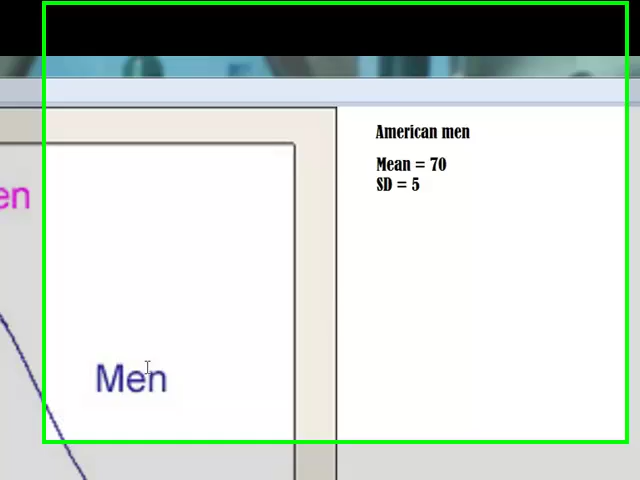 American men
Mean = 70
SD = 5
en
Men